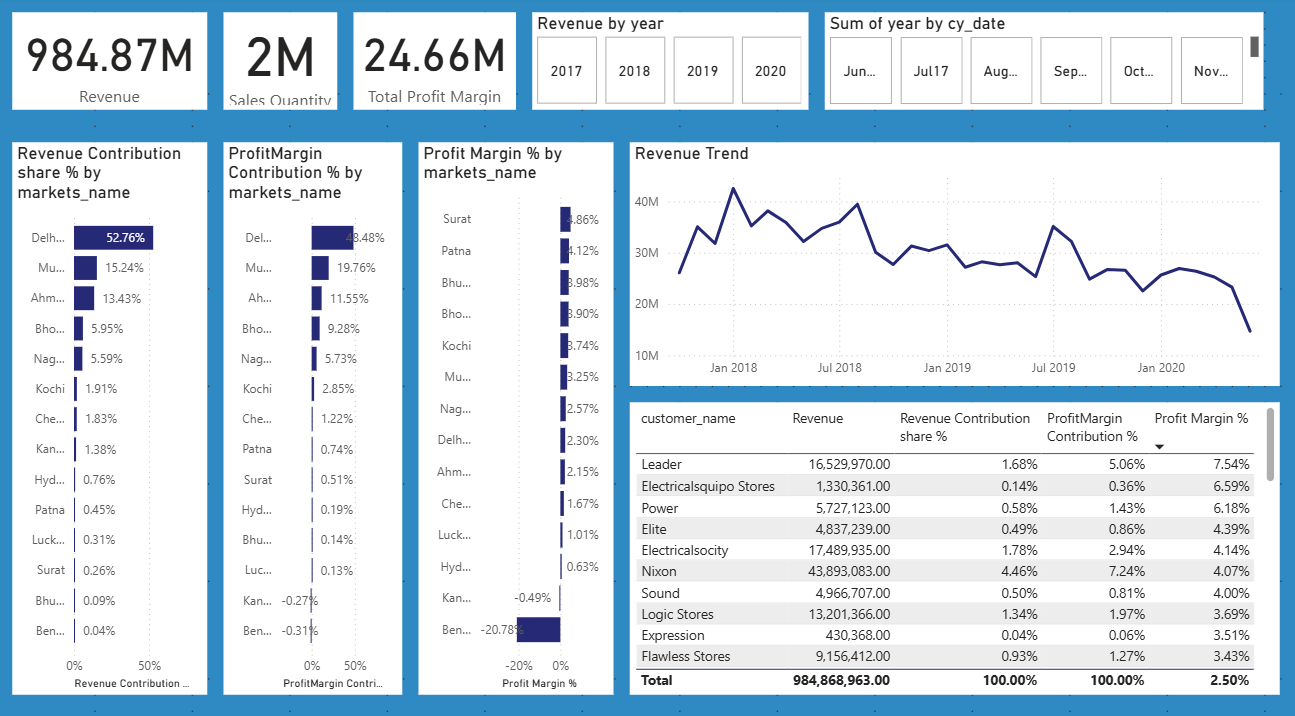 984.87M
Revenue
2M
Sales Quantity
24.66M
Total Profit Margin
Revenue by year
2017
2018
2019
2020
Sum of year by cy_date
Jun...
Jul17
Aug...
Sep...
Oct...
Nov...
Revenue Contribution
share % by
markets_name
Delh... 52.76%
Mu... 15.24%
Ahm... 13.43%
Bho... 5.95%
Nag... 5.59%
Kochi 1.91%
Che... 1.83%
Kan... 1.38%
Hyd... 0.76%
Patna 0.45%
Luck... 0.31%
Surat 0.26%
Bhu... 0.09%
Ben... 0.04%
0% 50%
Revenue Contribution ...
ProfitMargin
Contribution % by
markets_name
Del... 48.48%
Mu... 19.76%
Ah... 11.55%
Bho... 9.28%
Nag... 5.73%
Kochi 2.85%
Che... 1.22%
Patna 0.74%
Surat 0.51%
Hyd... 0.19%
Bhu... 0.14%
Luc... 0.13%
Kan... -0.27%
Ben... -0.31%
0% 50%
ProfitMargin Contri...
Profit Margin % by
markets_name
Surat 4.86%
Patna 4.12%
Bhu... 3.98%
Bho... 3.90%
Kochi 3.74%
Mu... 3.25%
Nag... 2.57%
Delh... 2.30%
Ahm... 2.15%
Che... 1.67%
Luck... 1.01%
Hyd... 0.63%
Kan... -0.49%
Ben... -20.78%
-20% 0%
Profit Margin %
Revenue Trend
40M
30M
20M
10M
Jan 2018 Jul 2018 Jan 2019 Jul 2019 Jan 2020
customer_name Revenue Revenue Contribution ProfitMargin Profit Margin %
share % Contribution %
Leader 16,529,970.00 1.68% 5.06% 7.54%
Electricalsquipo Stores 1,330,361.00 0.14% 0.36% 6.59%
Power 5,727,123.00 0.58% 1.43% 6.18%
Elite 4,837,239.00 0.49% 0.86% 4.39%
Electricalsocity 17,489,935.00 1.78% 2.94% 4.14%
Nixon 43,893,083.00 4.46% 7.24% 4.07%
Sound 4,966,707.00 0.50% 0.81% 4.00%
Logic Stores 13,201,366.00 1.34% 1.97% 3.69%
Expression 430,368.00 0.04% 0.06% 3.51%
Flawless Stores 9,156,412.00 0.93% 1.27% 3.43%
Total 984,868,963.00 100.00% 100.00% 2.50%